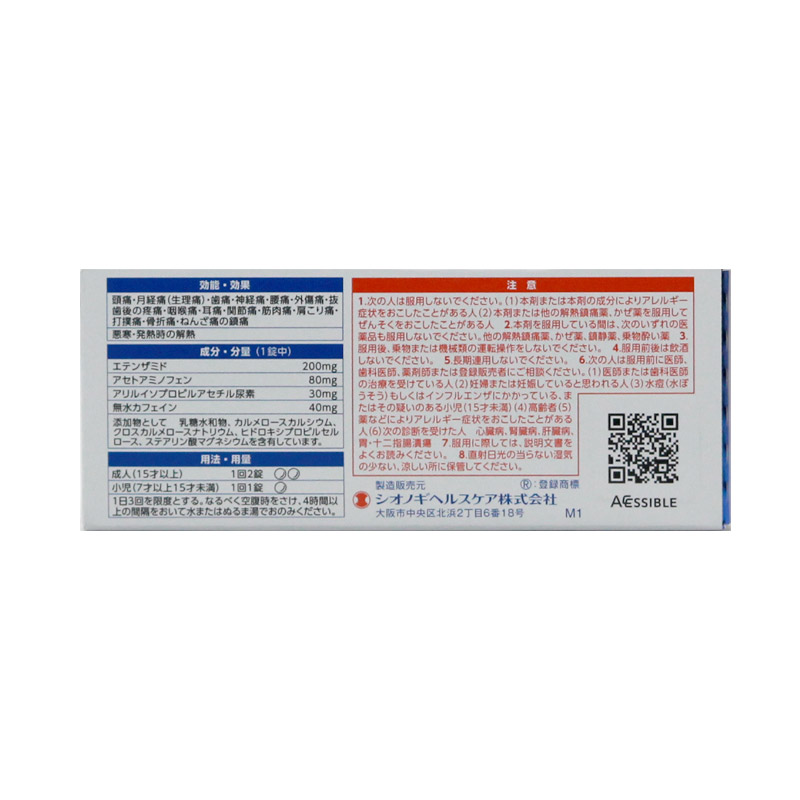 効能・効果
頭痛・月経痛(生理痛)・歯痛・神経痛・腰痛・外傷痛・抜
歯後の疼痛・咽喉痛・耳痛・関節痛・筋肉痛・肩こり痛・
打撲痛・骨折痛・ねんざ痛の鎮痛
悪寒・発熱時の解熱
成分・分量(1錠中)
エテンザミド 200mg
アセトアミノフェン 80mg
アリルイソプロピルアセチル尿素 30mg
無水カフェイン 40mg
添加物として 乳糖水和物、カルメロースカルシウム、
クロスカルメロースナトリウム、ヒドロキシプロピルセル
ロース、ステアリン酸マグネシウムを含有しています。
用法・用量
成人(15才以上) 1回2錠
小児(7才以上15才未満) 1回1錠
1日3回を限度とする。なるべく空腹時をさけ、4時間以
上の間隔をおいて水またはぬるま湯でおのみください。
注意
1.次の人は服用しないでください。(1)本剤または本剤の成分によりアレルギー
症状をおこしたことがある人(2)本剤または他の解熱鎮痛薬、かぜ薬を服用して
ぜんそくをおこしたことがある人 2.本剤を服用している間は、次のいずれの医
薬品も服用しないでください。他の解熱鎮痛薬、かぜ薬、鎮静薬、乗物酔い薬 3.
服用後、乗物または機械類の運転操作をしないでください。 4.服用前後は飲酒
しないでください。 5.長期連用しないでください。 6.次の人は服用前に医師、
歯科医師、薬剤師または登録販売者にご相談ください。(1)医師または歯科医師
の治療を受けている人(2)妊婦または妊娠していると思われる人(3)水痘(水ぼ
うそう)もしくはインフルエンザにかかっている、ま
たはその疑いのある小児(15才未満)(4)高齢者(5)
薬などによりアレルギー症状をおこしたことがある
人(6)次の診断を受けた人 心臓病、腎臓病、肝臓病、
胃・十二指腸潰瘍 7.服用に際しては、説明文書を
よくお読みください。 8.直射日光の当らない湿気
の少ない、涼しい所に保管してください。
製造販売元 ®:登録商標
シオノギヘルスケア株式会社
大阪市中央区北浜2丁目6番18号 M1
ACCESSIBLE